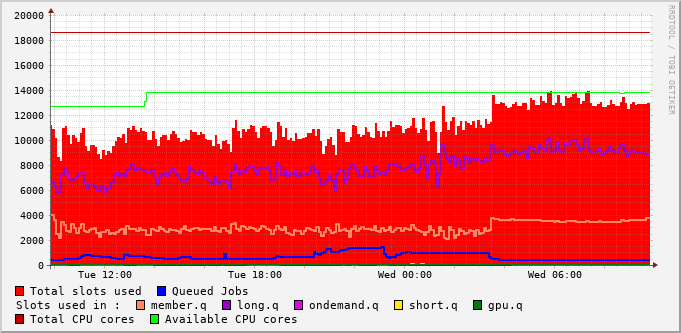 RRDTOOL / TOBI OETIKER
20000
18000
16000
14000
12000
10000
8000
6000
4000
2000
0
Tue 12:00 Tue 18:00 Wed 00:00 Wed 06:00
Total slots used Queued Jobs
Slots used in : member.q long.q ondemand.q short.q gpu.q
Total CPU cores Available CPU cores